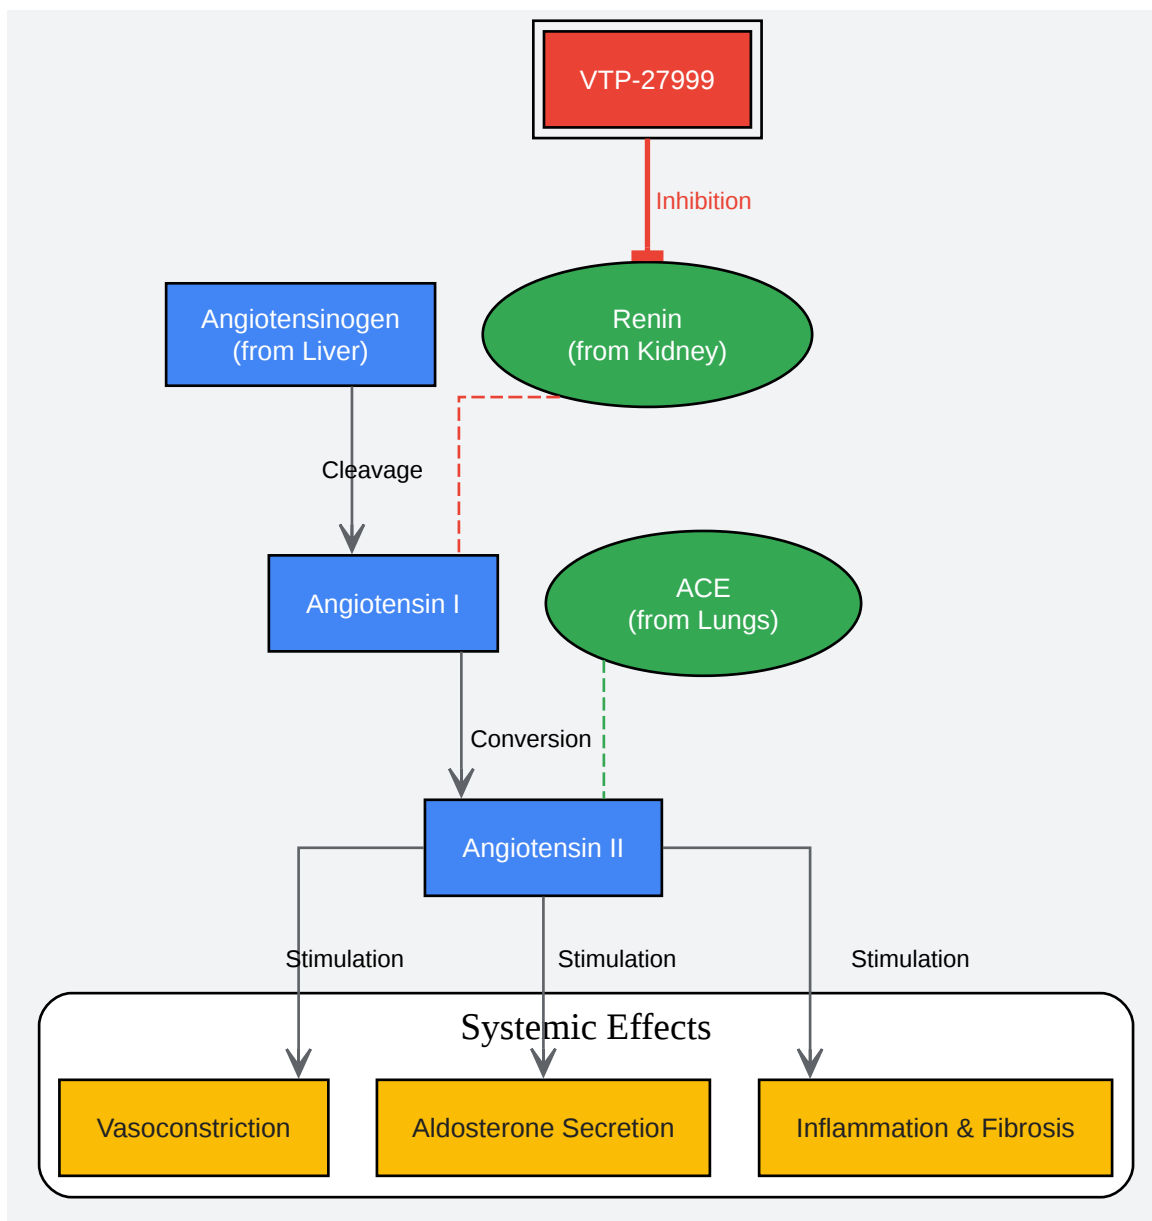 VTP-27999
Inhibition
Angiotensinogen
(from Liver)
Renin
(from Kidney)
Cleavage
Angiotensin I
ACE
(from Lungs)
Conversion
Angiotensin II
Stimulation
Stimulation
Stimulation
Systemic Effects
Vasoconstriction
Aldosterone Secretion
Inflammation & Fibrosis